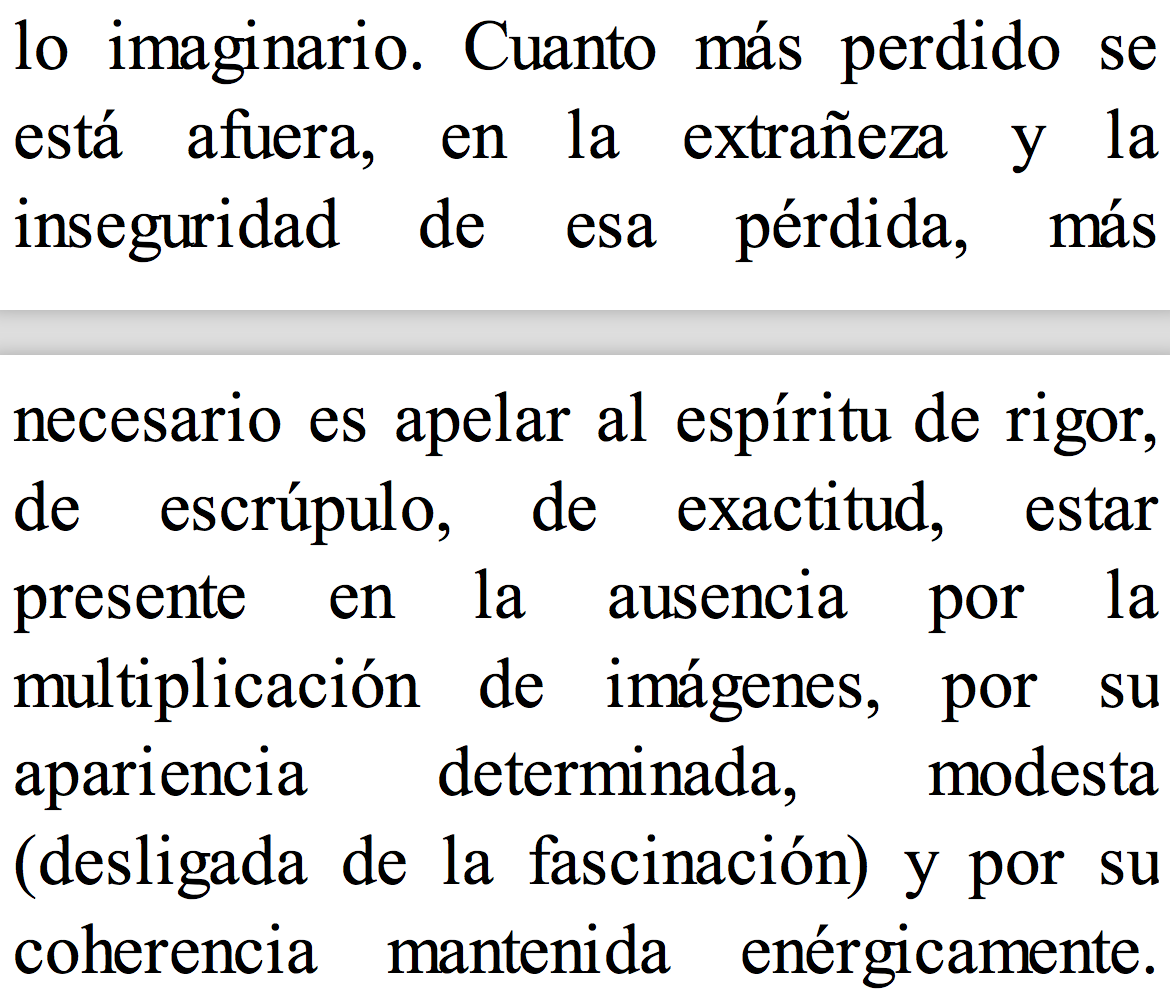 lo imaginario. Cuanto más perdido se
está afuera, en la extrañeza y la
inseguridad de esa pérdida, más
necesario es apelar al espíritu de rigor,
de escrúpulo, de exactitud, estar
presente en la ausencia por la
multiplicación de imágenes, por su
apariencia determinada, modesta
(desligada de la fascinación) y por su
coherencia mantenida enérgicamente.